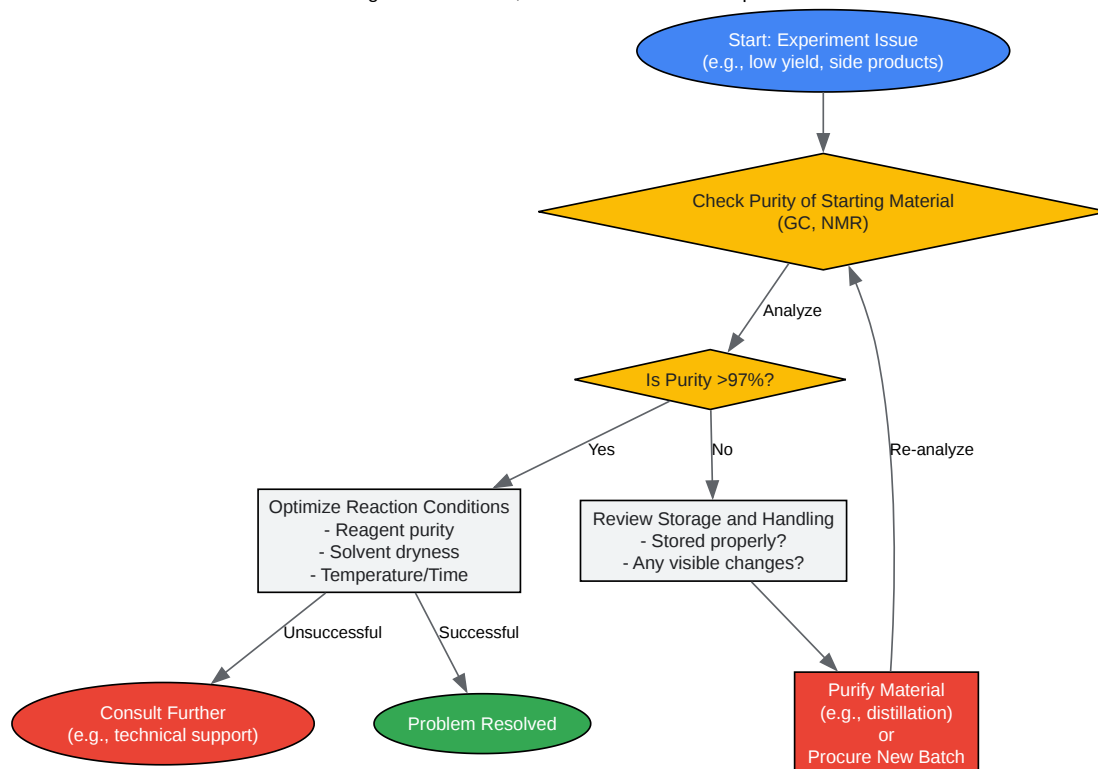 Start: Experiment Issue
(e.g., low yield, side products)
Check Purity of Starting Material
(GC, NMR)
Analyze
Is Purity >97%?
Yes
No
Re-analyze
Optimize Reaction Conditions
- Reagent purity
- Solvent dryness
- Temperature/Time
Review Storage and Handling
- Stored properly?
- Any visible changes?
Unsuccessful
Successful
Consult Further
(e.g., technical support)
Problem Resolved
Purify Material
(e.g., distillation)
or
Procure New Batch